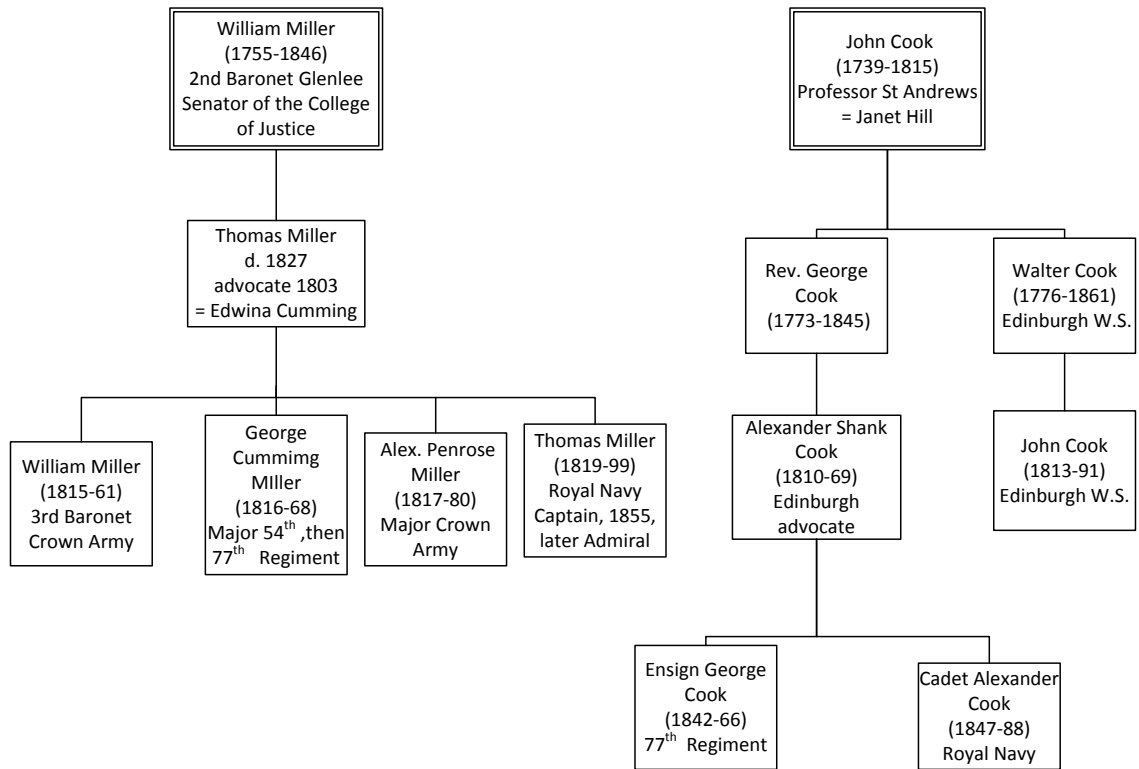 William Miller
(1755-1846)
2nd Baronet Glenlee
Senator of the College
of Justice
John Cook
(1739-1815)
Professor St Andrews
= Janet Hill
Thomas Miller
d. 1827
advocate 1803
= Edwina Cumming
Rev. George
Cook
(1773-1845)
Walter Cook
(1776-1861)
Edinburgh W.S.
William Miller
(1815-61)
3rd Baronet
Crown Army
George
Cummimg
MIller
(1816-68)
Major 54th ,then
77th Regiment
Alex. Penrose
Miller
(1817-80)
Major Crown
Army
Thomas Miller
(1819-99)
Royal Navy
Captain, 1855,
later Admiral
Alexander Shank
Cook
(1810-69)
Edinburgh
advocate
John Cook
(1813-91)
Edinburgh W.S.
Ensign George
Cook
(1842-66)
77th Regiment
Cadet Alexander
Cook
(1847-88)
Royal Navy